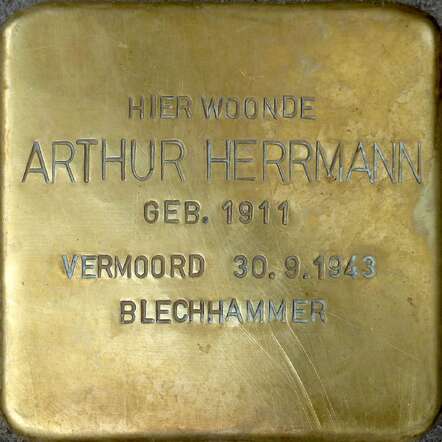 HIER WOONDE
ARTHUR HERRMANN
GEB. 1911
VERMOORD 30.9.1943
BLECHHAMMER